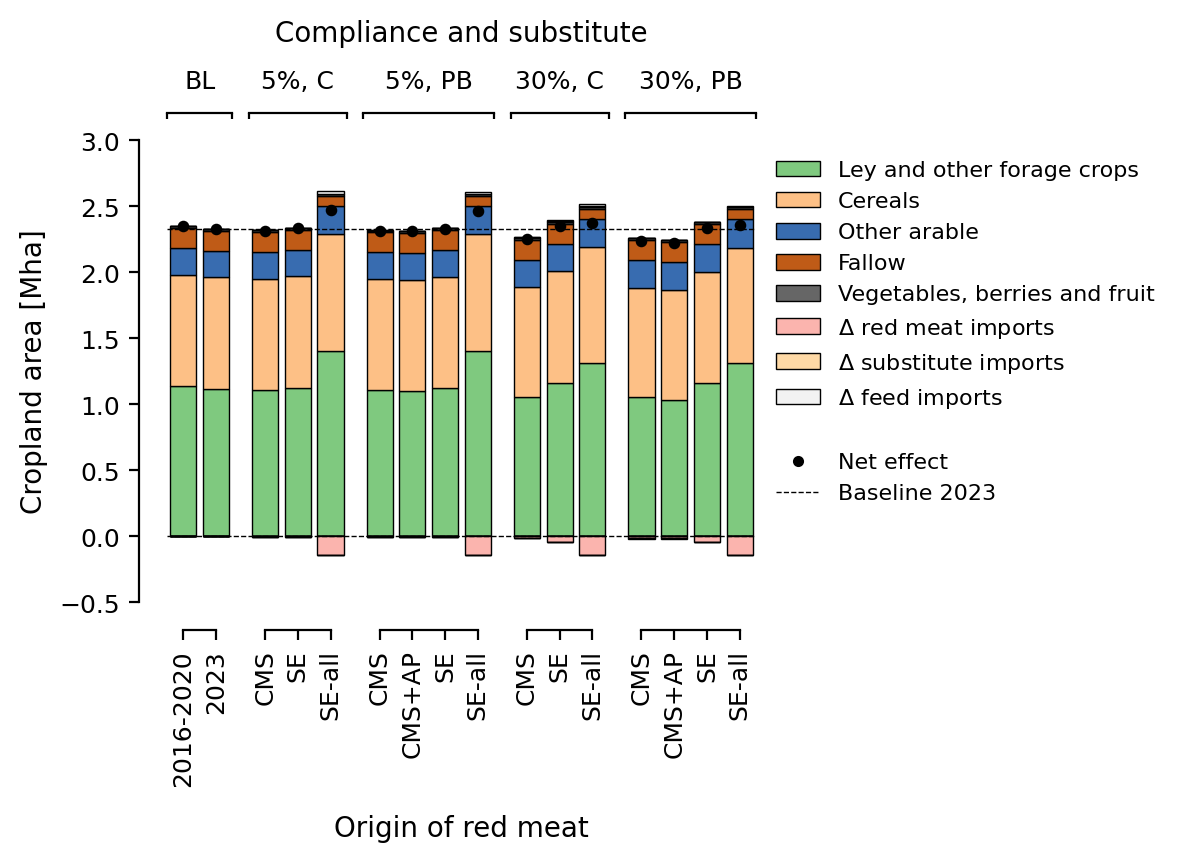 Compliance and substitute
BL
5%, C
5%, PB
30%, C
30%, PB
Cropland area [Mha]
3.0
2.5
2.0
1.5
1.0
0.5
0.0
−0.5
Ley and other forage crops
Cereals
Other arable
Fallow
Vegetables, berries and fruit
Δ red meat imports
Δ substitute imports
Δ feed imports
Net effect
Baseline 2023
2016-2020
2023
CMS
SE
SE-all
CMS
CMS+AP
SE
SE-all
CMS
SE
SE-all
CMS
CMS+AP
SE
SE-all
Origin of red meat